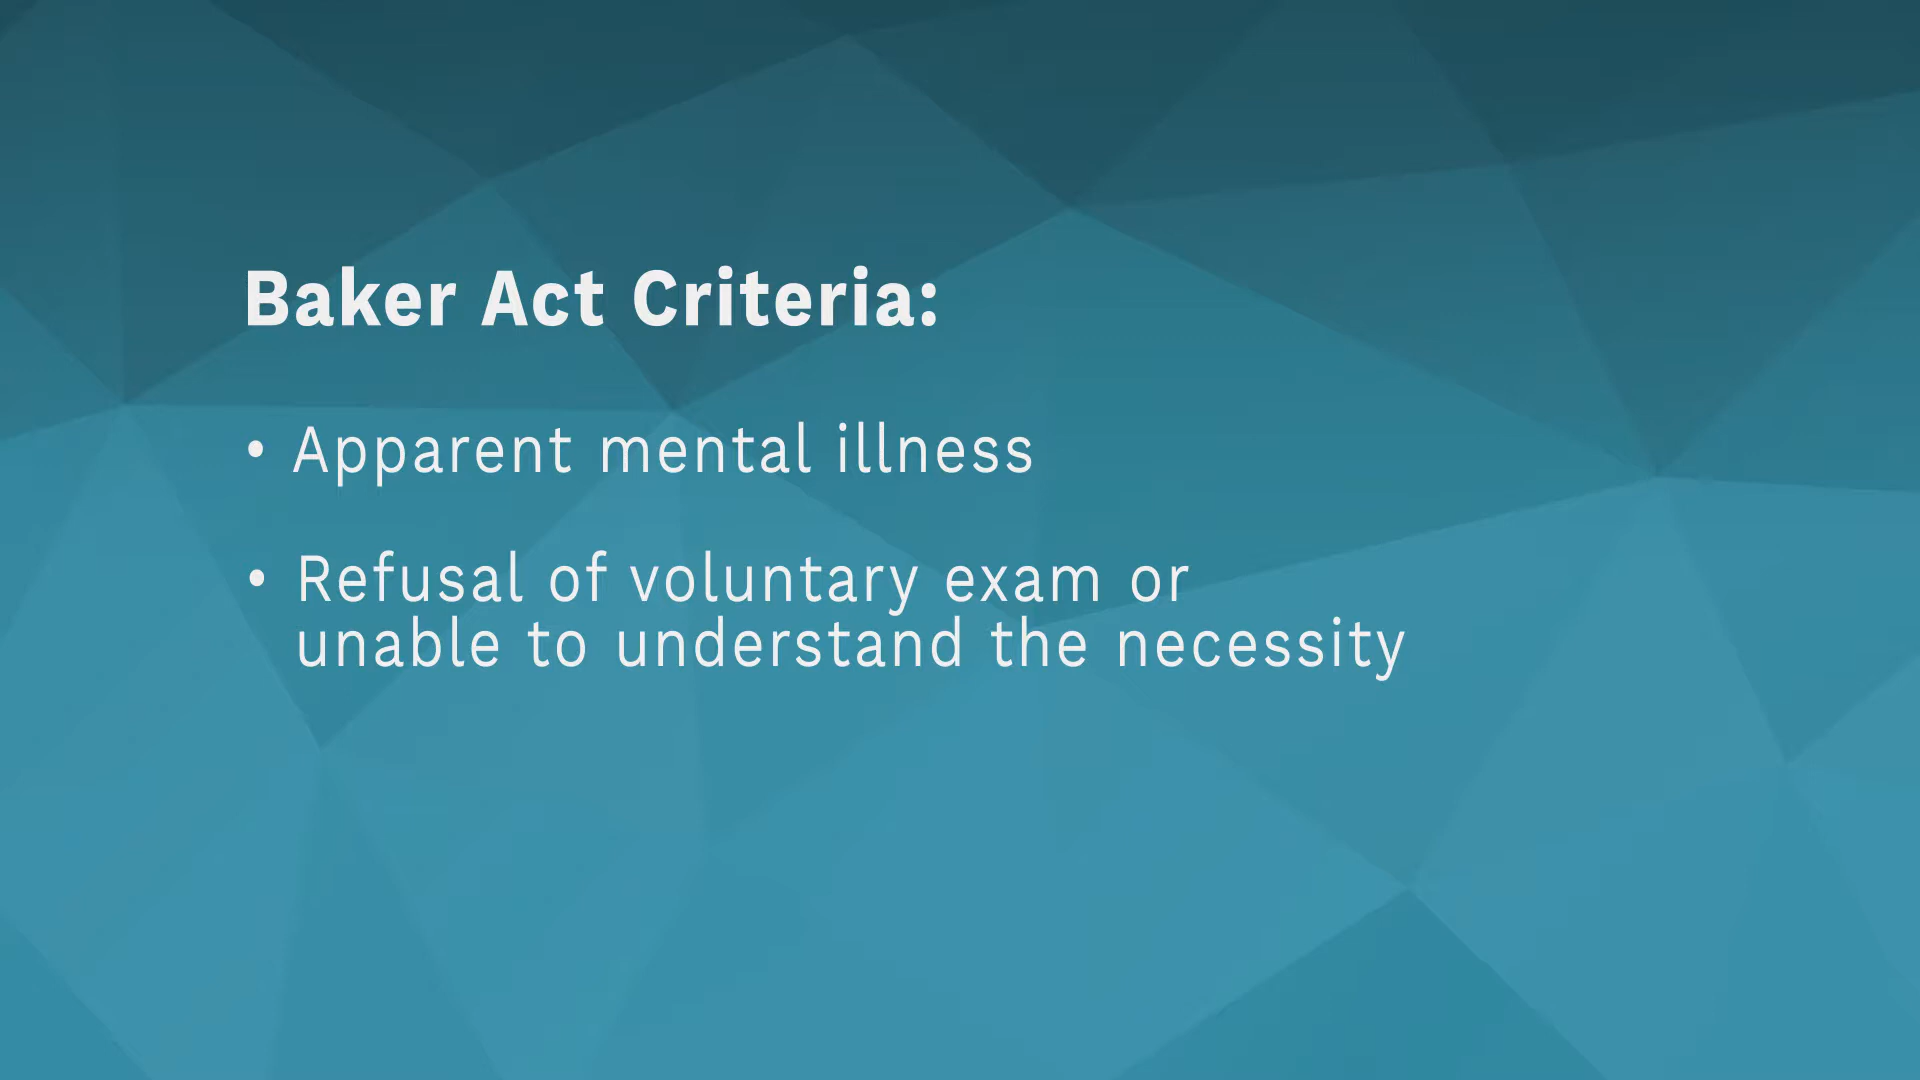 Baker Act Criteria:
• Apparent mental illness
• Refusal of voluntary exam or
unable to understand the necessity